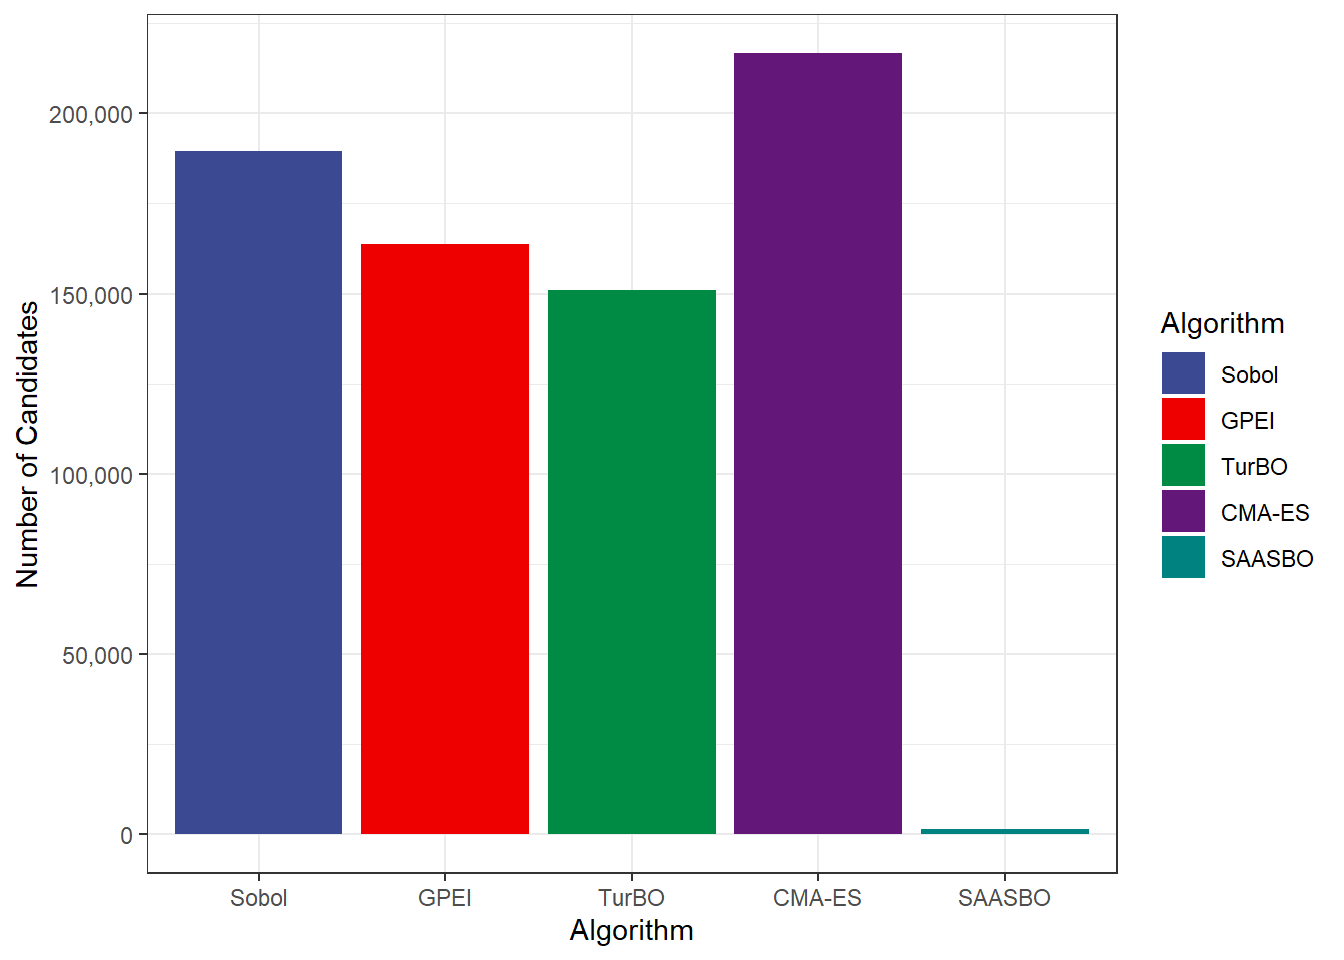 200,000
150,000
100,000
50,000
0
Number of Candidates
Sobol
GPEI
TurBO
CMA-ES
SAASBO
Algorithm
Algorithm
Sobol
GPEI
TurBO
CMA-ES
SAASBO